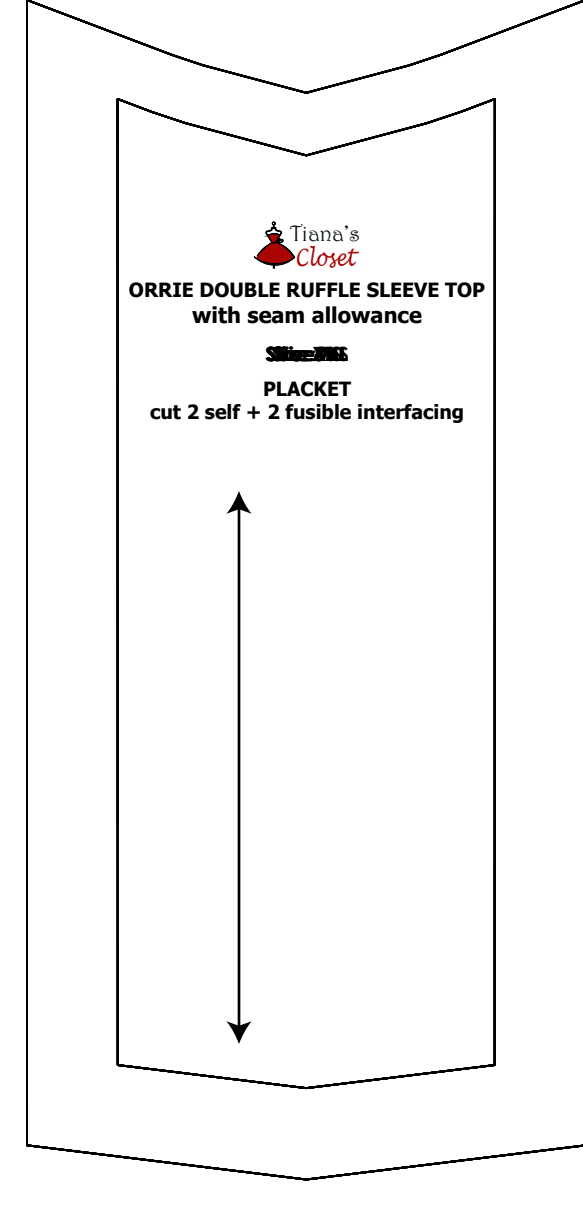 Tiana's
Closet
ORRIE DOUBLE RUFFLE SLEEVE TOP
with seam allowance
PLACKET
cut 2 self + 2 fusible interfacing